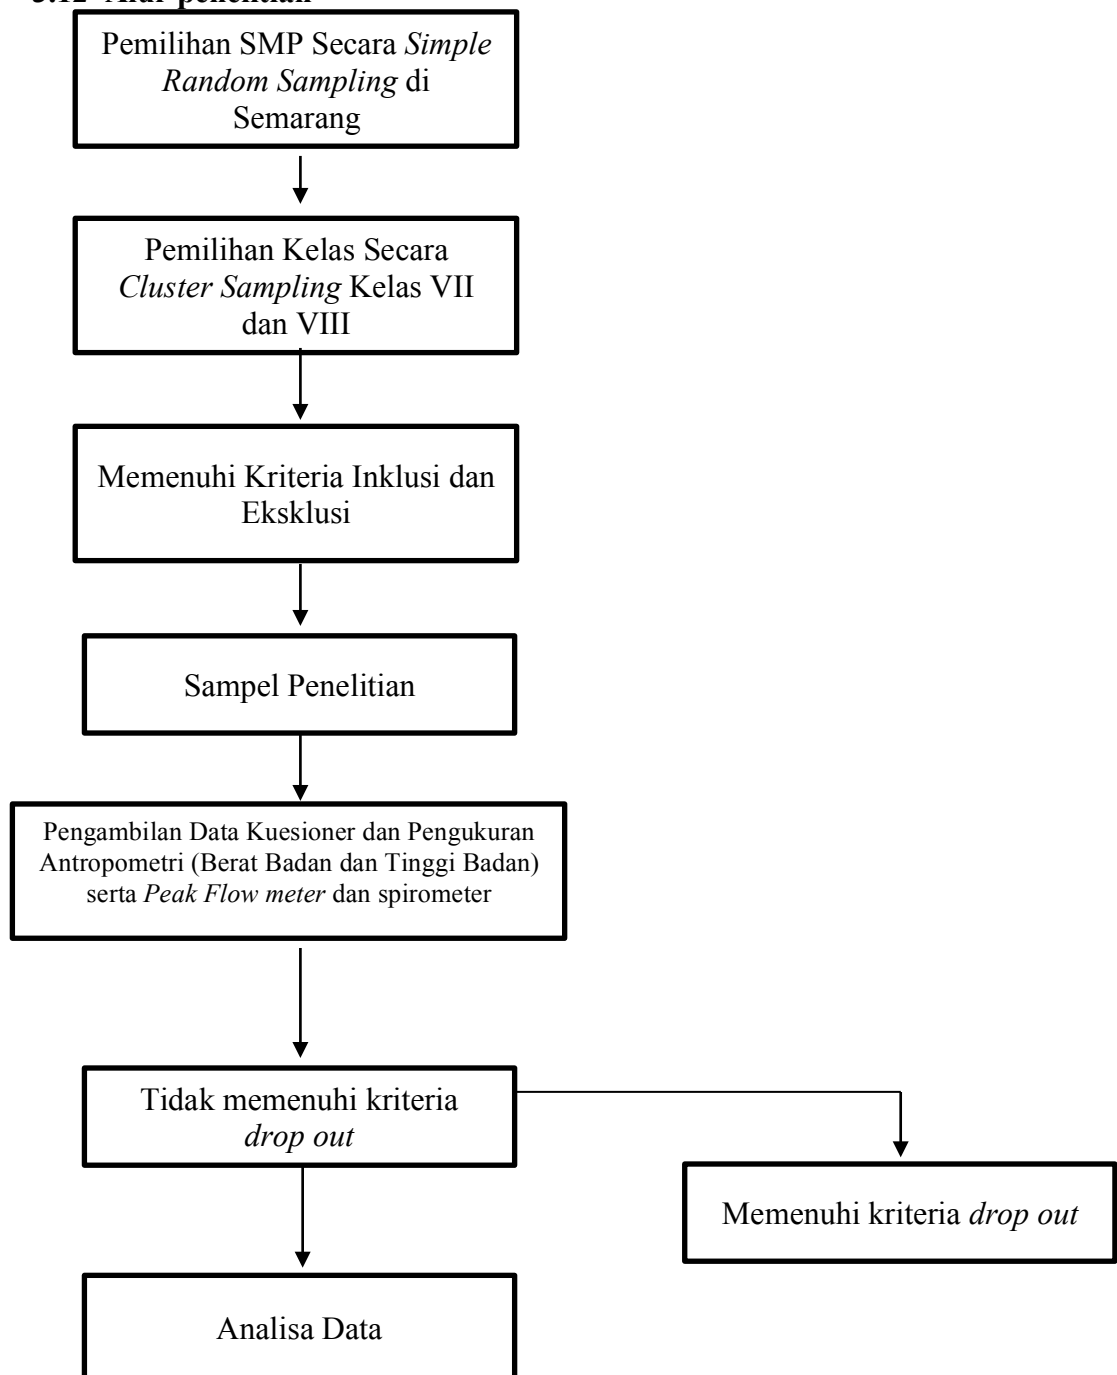 3.12 Alur penelitian
Pemilihan SMP Secara Simple
Random Sampling di
Semarang
Pemilihan Kelas Secara
Cluster Sampling Kelas VII
dan VIII
Memenuhi Kriteria Inklusi dan
Eksklusi
Sampel Penelitian
Pengambilan Data Kuesioner dan Pengukuran
Antropometri (Berat Badan dan Tinggi Badan)
serta Peak Flow meter dan spirometer
Tidak memenuhi kriteria
drop out
Memenuhi kriteria drop out
Analisa Data